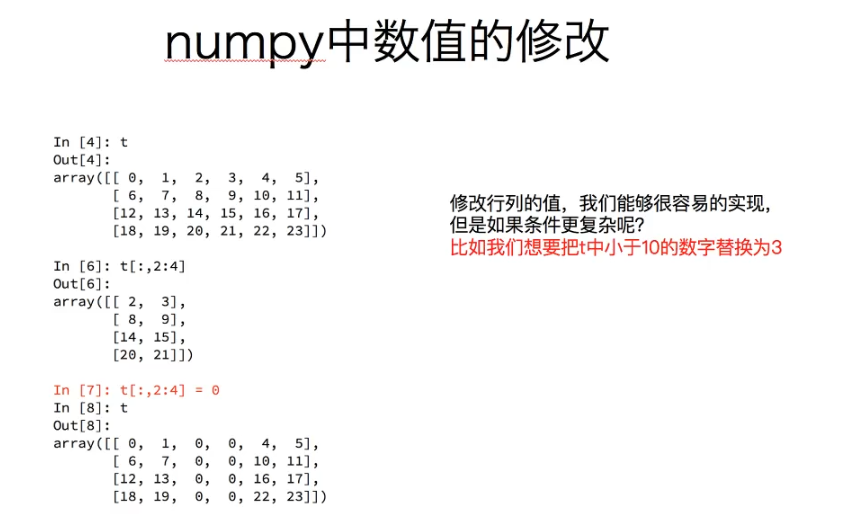 numpy中数值的修改
In [4]: t
Out[4]:
array([[ 0,  1,  2,  3,  4,  5],
       [ 6,  7,  8,  9, 10, 11],
       [12, 13, 14, 15, 16, 17],
       [18, 19, 20, 21, 22, 23]])
In [6]: t[:,2:4]
Out[6]:
array([[ 2,  3],
       [ 8,  9],
       [14, 15],
       [20, 21]])
In [7]: t[:,2:4] = 0
In [8]: t
Out[8]:
array([[ 0,  1,  0,  0,  4,  5],
       [ 6,  7,  0,  0, 10, 11],
       [12, 13,  0,  0, 16, 17],
       [18, 19,  0,  0, 22, 23]])
修改行列的值，我们能够很容易的实现，
但是如果条件更复杂呢？
比如我们想要把t中小于10的数字替换为3